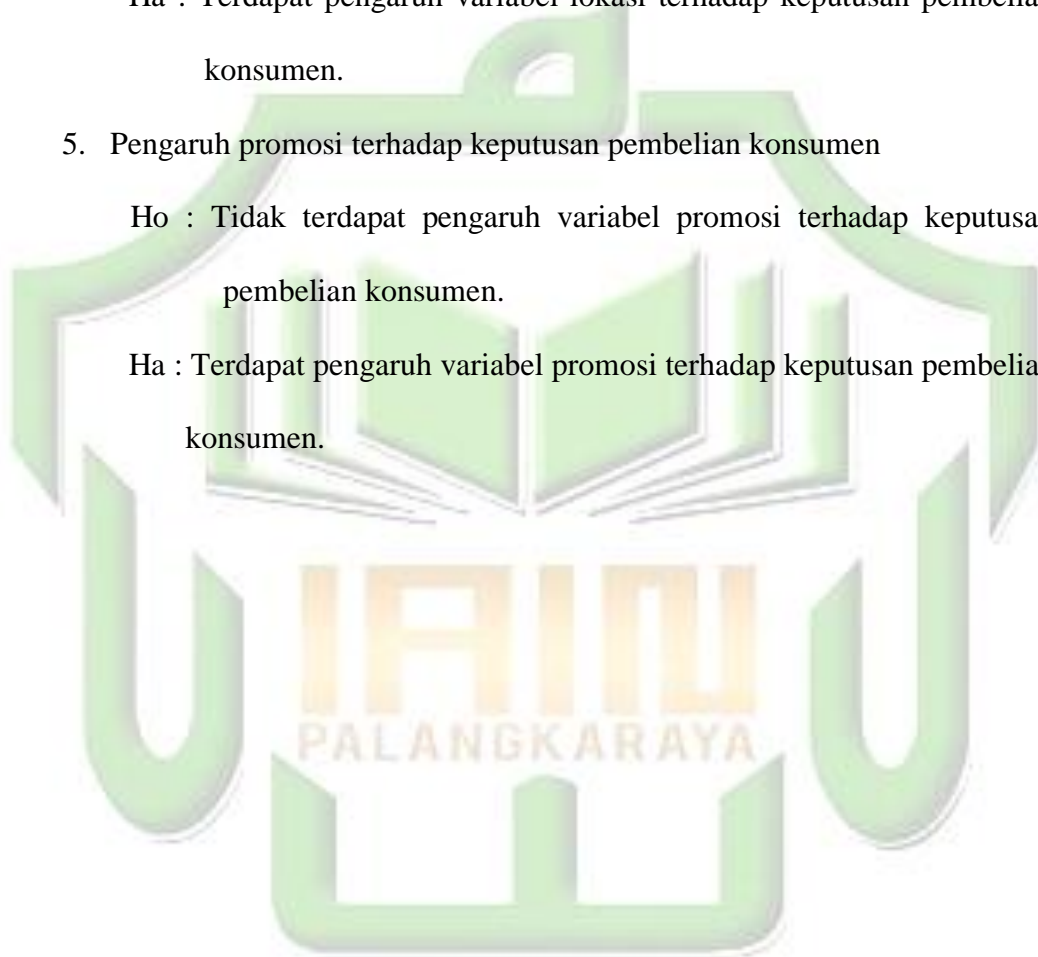 Ha : Terdapat pengaruh variabel lokasi terhadap keputusan pembelia
konsumen.
5. Pengaruh promosi terhadap keputusan pembelian konsumen
Ho : Tidak terdapat pengaruh variabel promosi terhadap keputusa
pembelian konsumen.
Ha : Terdapat pengaruh variabel promosi terhadap keputusan pembelia
konsumen.
IAIN
PALANGKARAYA